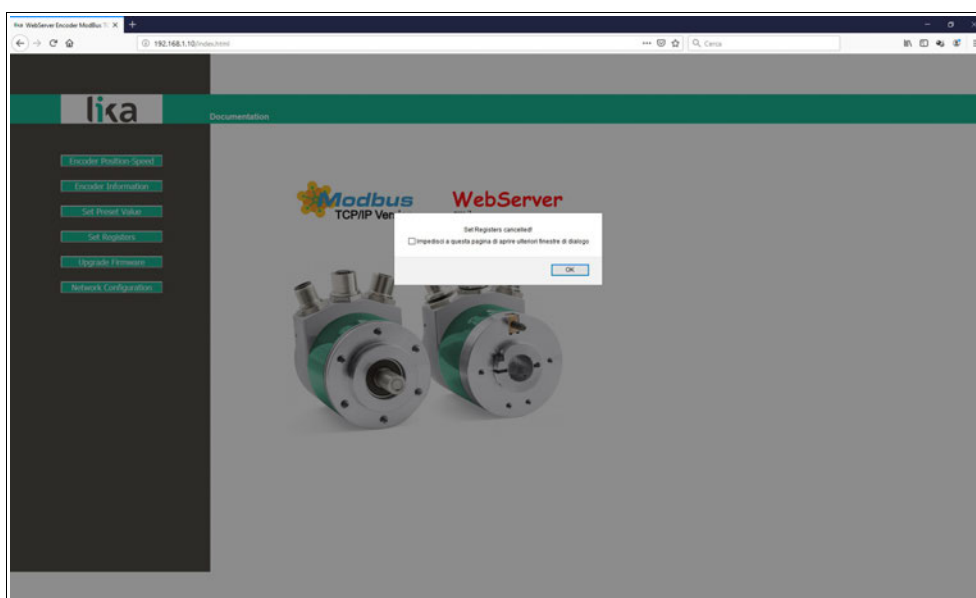 WebServer Encoder ModBus T
192.168.1.10/index.html
Cerca
lika
Documentation
Encoder Position-Speed
Encoder Information
Set Preset Value
Set Registers
Upgrade Firmware
Network Configuration
Modbus
TCP/IP
WebServer
Set Registers cancelled!
Impedisci a questa pagina di aprire ulteriori finestre di dialogo
OK